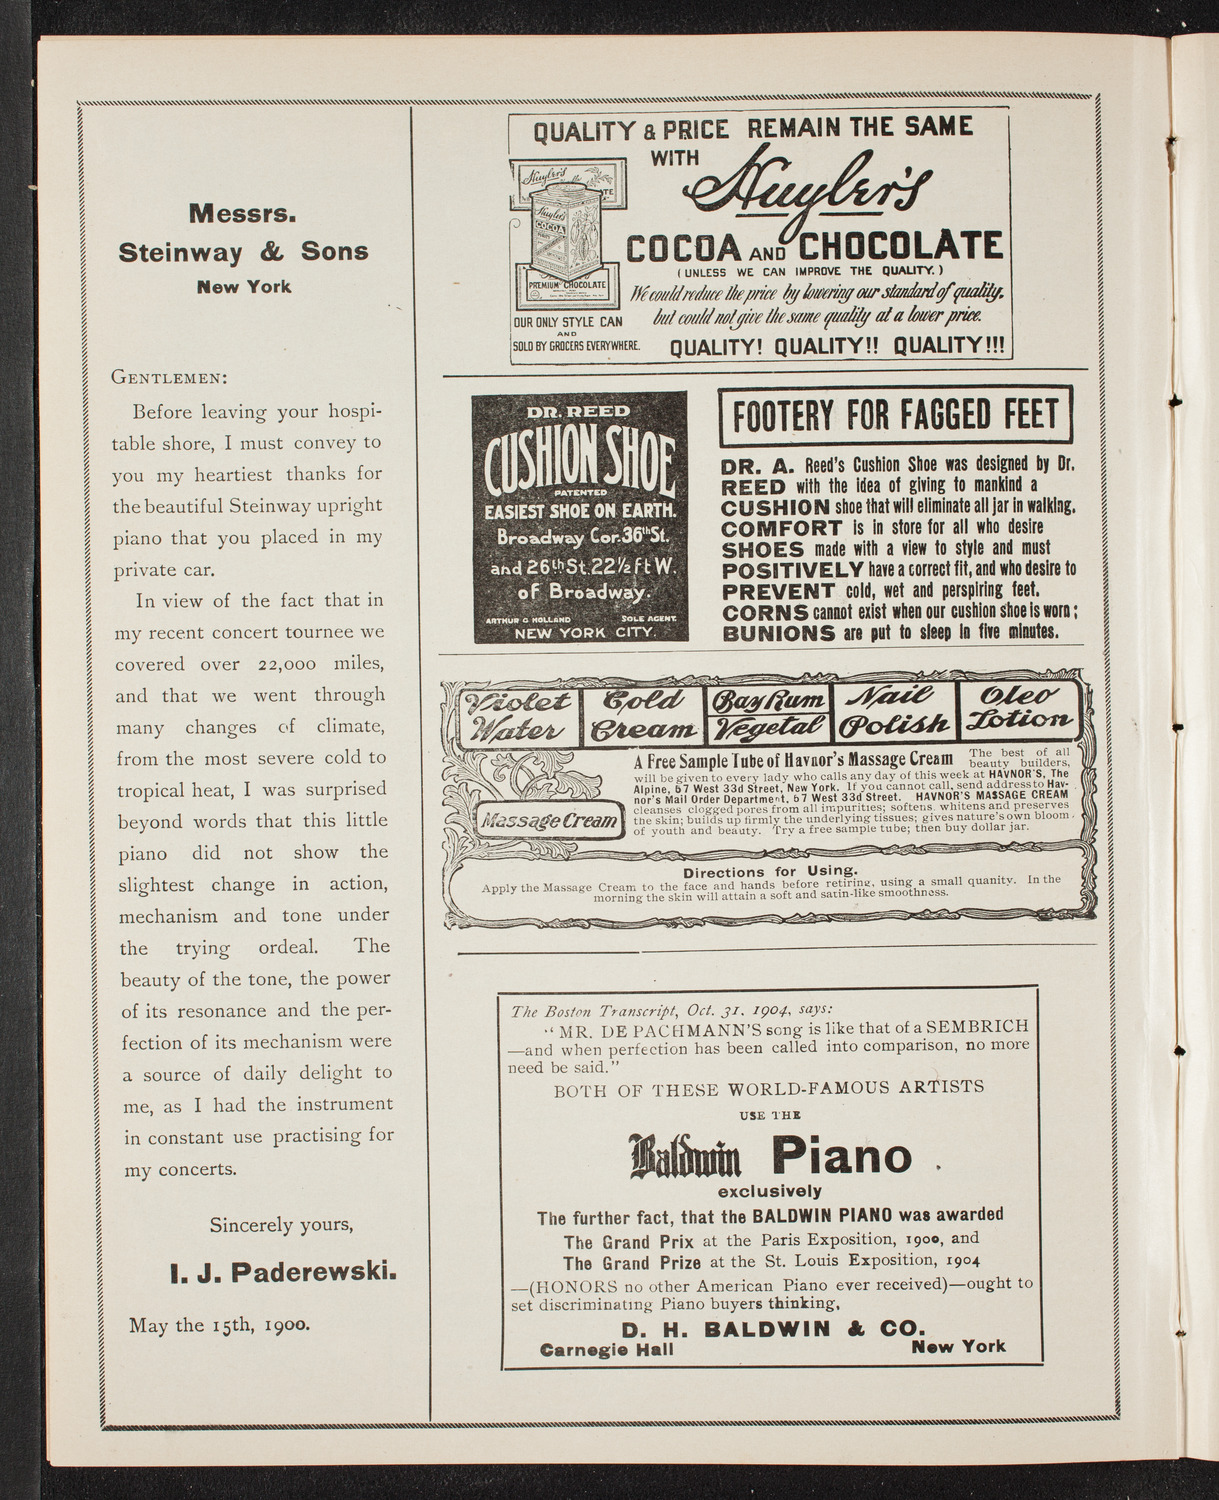 Messrs.
Steinway & Sons
New York
GENTLEMEN:
Before leaving your hospi-
table shore, I must convey to
you my heartiest thanks for
the beautiful Steinway upright
piano that you placed in my
private car.
In view of the fact that in
my recent concert tournee we
covered over 22,000 miles,
and that we went through
many changes of climate,
from the most severe cold to
tropical heat, I was surprised
beyond words that this little
piano did not show the
slightest change in action,
mechanism and tone under
the trying ordeal. The
beauty of the tone, the power
of its resonance and the per-
fection of its mechanism were
a source of daily delight to
me, as I had the instrument
in constant use practising for
my concerts.
Sincerely yours,
I. J. Paderewski.
May the 15th, 1900.
QUALITY & PRICE REMAIN THE SAME
WITH Huyler's
COCOA AND CHOCOLATE
(UNLESS WE CAN IMPROVE THE QUALITY.)
We could reduce the price by lowering our standard of quality,
but could not give the same quality at a lower price.
QUALITY! QUALITY!! QUALITY!!!
Huyler's
Huyler's
COCOA
PREMIUM CHOCOLATE
OUR ONLY STYLE CAN
AND
SOLD BY GROCERS EVERYWHERE.
DR. REED
CUSHION SHOE
PATENTED
EASIEST SHOE ON EARTH.
Broadway Cor. 36th St.
and 26th St. 22½ ft W.
of Broadway.
ARTHUR G HOLLAND SOLE AGENT.
NEW YORK CITY.
FOOTERY FOR FAGGED FEET
DR. A. Reed's Cushion Shoe was designed by Dr.
REED with the idea of giving to mankind a
CUSHION shoe that will eliminate all jar in walking.
COMFORT is in store for all who desire
SHOES made with a view to style and must
POSITIVELY have a correct fit, and who desire to
PREVENT cold, wet and perspiring feet.
CORNS cannot exist when our cushion shoe is worn;
BUNIONS are put to sleep in five minutes.
Violet Water
Cold Cream
Bay Rum
Vegetal
Nail Polish
Oleo Lotion
Massage Cream
A Free Sample Tube of Havnor's Massage Cream The best of all
beauty builders,
will be given to every lady who calls any day of this week at HAVNOR'S, The
Alpine, 57 West 33d Street, New York. If you cannot call, send address to Hav-
nor's Mail Order Department, 57 West 33d Street. HAVNOR'S MASSAGE CREAM
cleanses clogged pores from all impurities; softens, whitens and preserves
the skin; builds up firmly the underlying tissues; gives nature's own bloom
of youth and beauty. Try a free sample tube; then buy dollar jar.
Directions for Using.
Apply the Massage Cream to the face and hands before retiring, using a small quanity. In the
morning the skin will attain a soft and satin-like smoothness.
The Boston Transcript, Oct. 31, 1904, says:
"MR. DE PACHMANN'S song is like that of a SEMBRICH
—and when perfection has been called into comparison, no more
need be said."
BOTH OF THESE WORLD-FAMOUS ARTISTS
USE THE
Baldwin Piano
exclusively
The further fact, that the BALDWIN PIANO was awarded
The Grand Prix at the Paris Exposition, 1900, and
The Grand Prize at the St. Louis Exposition, 1904
—(HONORS no other American Piano ever received)—ought to
set discriminating Piano buyers thinking.
D. H. BALDWIN & CO.
Carnegie Hall New York